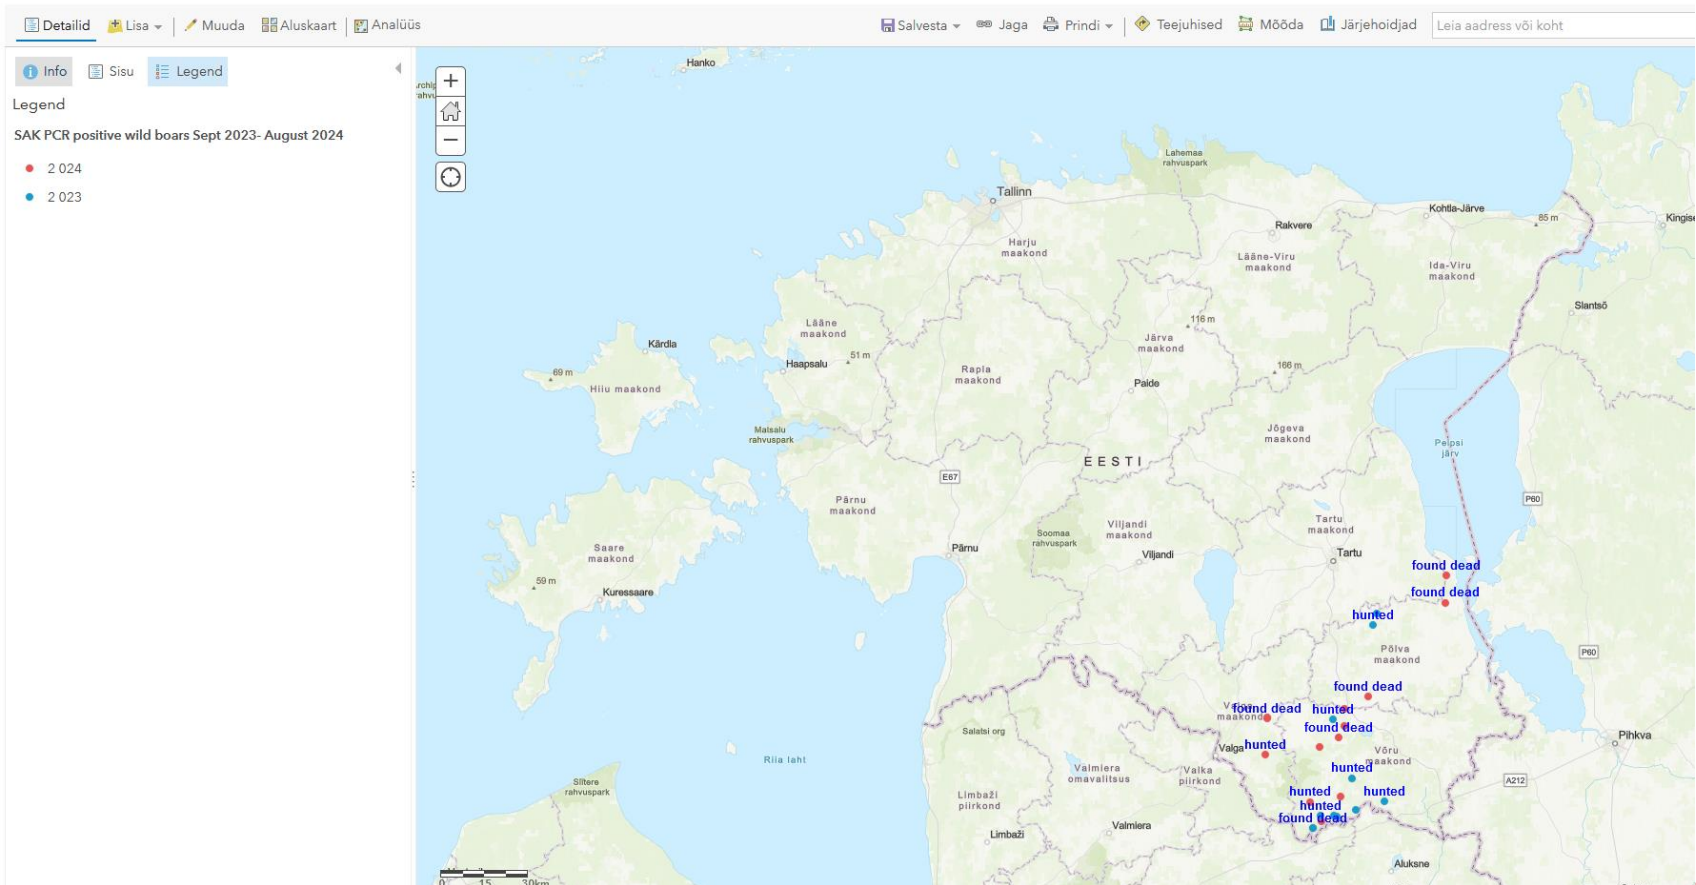 Detailid
Lisa
Muuda
Aluskaart
Analüüs
Salvesta
Jaga
Prindi
Teejuhised
Mõõda
Järjehoidjad
Leia aadress või koht
Info
Sisu
Legend
Legend
SAK PCR positive wild boars Sept 2023- August 2024
2 024
2 023
Hanko
Lahemaa
rahvuspark
Tallinn
Kohtla-Järve
85 m
Rakvere
Harju
maakond
Lääne-Viru
maakond
Ida-Viru
maakond
Slantsõ
Lääne
maakond
116 m
Kärdla
Järva
maakond
51 m
Haapsalu
166 m
69 m
Hiiu maakond
Rapla
maakond
Paide
Matsalu
rahvuspark
Jõgeva
maakond
Peipsi
järv
EESTI
E67
P60
Pärnu
maakond
Viljandi
maakond
Tartu
maakond
Soomaa
rahvuspark
Saare
maakond
Pärnu
Viljandi
Tartu
found dead
59 m
Kuressaare
found dead
hunted
Põlva
maakond
P60
found dead
found dead
hunted
maakond
found dead
Salatsi org
Pihkva
Valga
hunted
Võru
maakond
Riia laht
Valmiera
omavalitsus
Valka
piirkond
hunted
A212
Slītere
rahvuspark
Limbaži
piirkond
hunted
hunted
hunted
found dead
Valmiera
Limbaži
Aluksne
0 15 30km